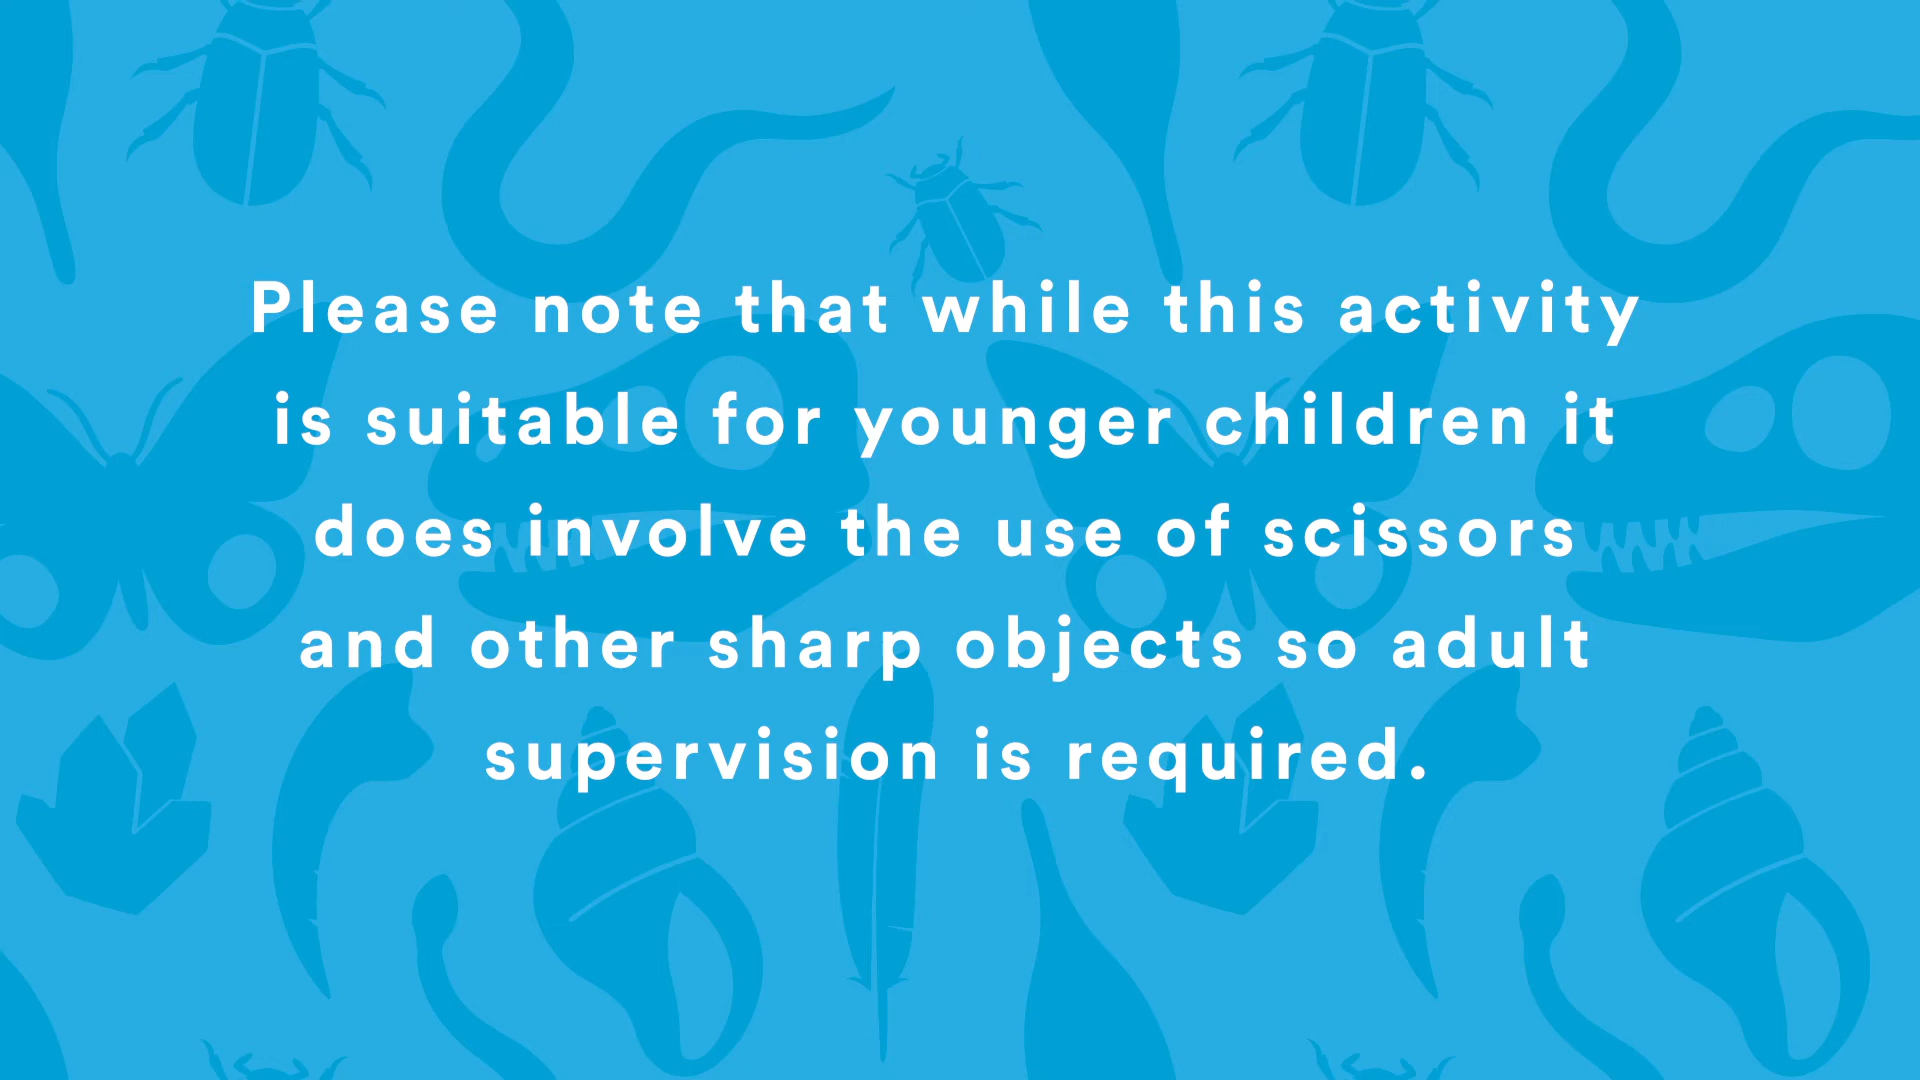 Please note that while this activity
is suitable for younger children it
does involve the use of scissors
and other sharp objects so adult
supervision is required.